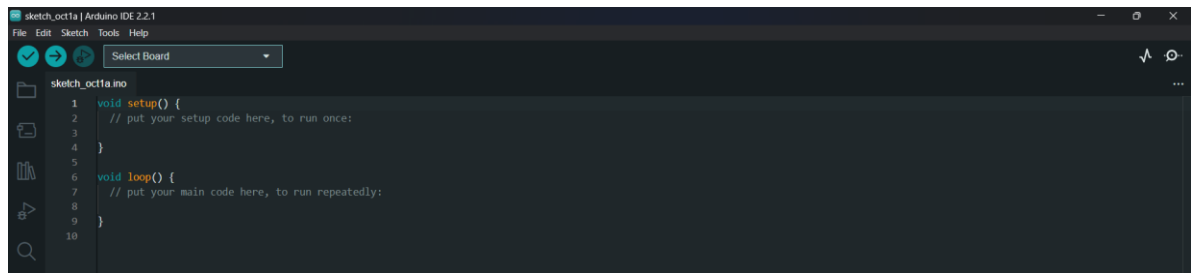 sketch_oct1a | Arduino IDE 2.2.1
File Edit Sketch Tools Help
Select Board
sketch_oct1a.ino
1 void setup() {
2 // put your setup code here, to run once:
3
4 }
5
6 void loop() {
7 // put your main code here, to run repeatedly:
8
9 }
10